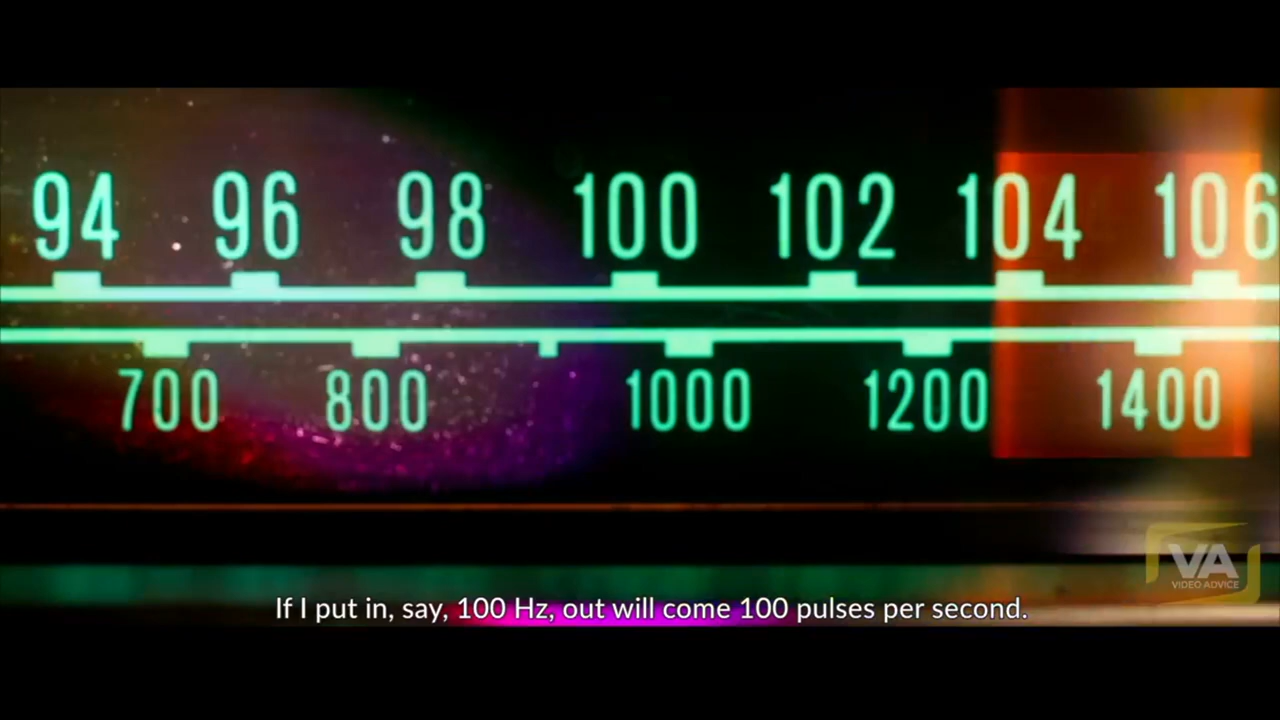 94 96 98 100 102 104 106
700 800 1000 1200 1400
VA
VIDEO ADVICE
If I put in, say, 100 Hz, out will come 100 pulses per second.